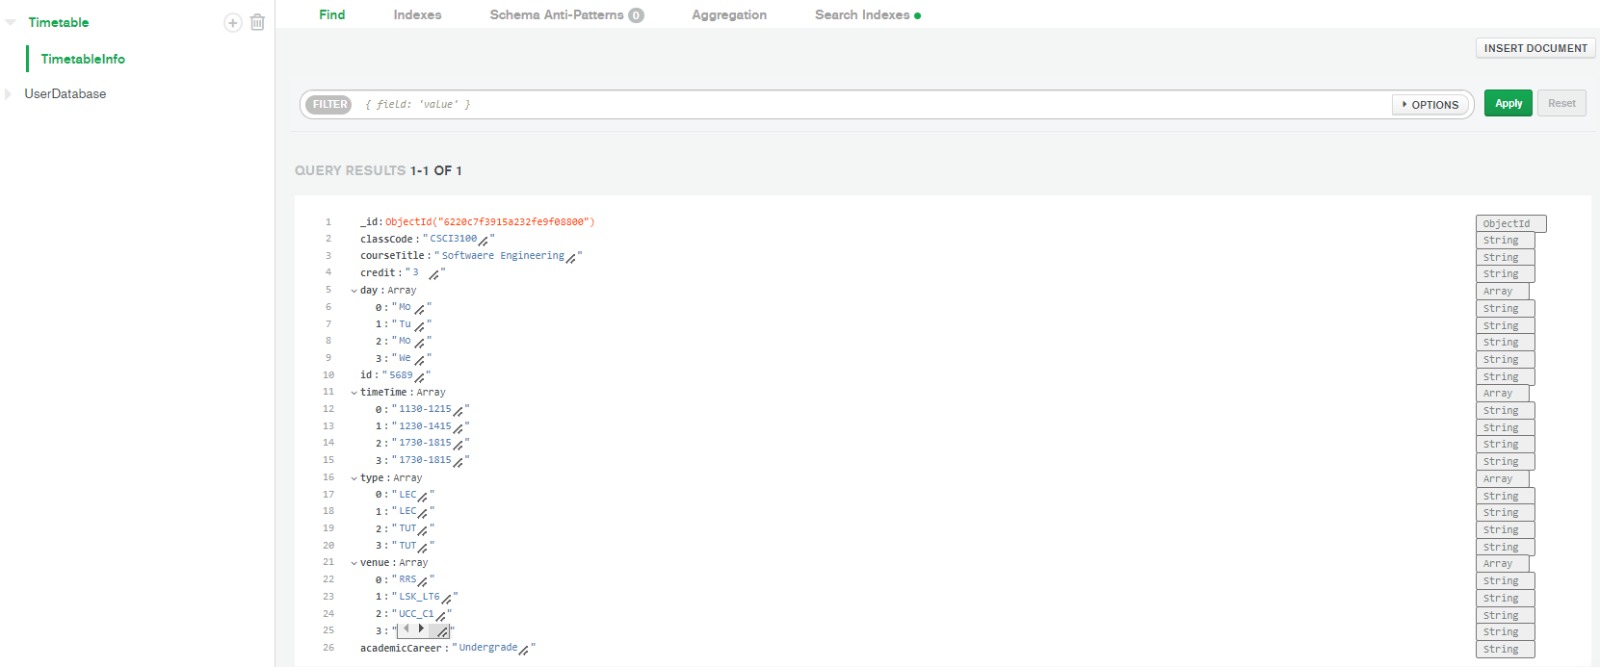 Timetable
TimetableInfo
UserDatabase
Find Indexes Schema Anti-Patterns 0 Aggregation Search Indexes
INSERT DOCUMENT
FILTER { field: 'value' } OPTIONS Apply Reset
QUERY RESULTS 1-1 OF 1
1 _id: ObjectId("6220c7f3915a232fe9f08800") ObjectId
2 classCode : "CSCI3100" String
3 courseTitle : "Softwaere Engineering" String
4 credit : "3 " String
5 day : Array Array
6 0 : "Mo" String
7 1 : "Tu" String
8 2 : "Mo" String
9 3 : "We" String
10 id : "5689" String
11 timeTime : Array Array
12 0 : "1130-1215" String
13 1 : "1230-1415" String
14 2 : "1730-1815" String
15 3 : "1730-1815" String
16 type : Array Array
17 0 : "LEC" String
18 1 : "LEC" String
19 2 : "TUT" String
20 3 : "TUT" String
21 venue : Array Array
22 0 : "RRS" String
23 1 : "LSK_LT6" String
24 2 : "UCC_C1" String
25 3 : "" String
26 academicCareer : "Undergrade" String